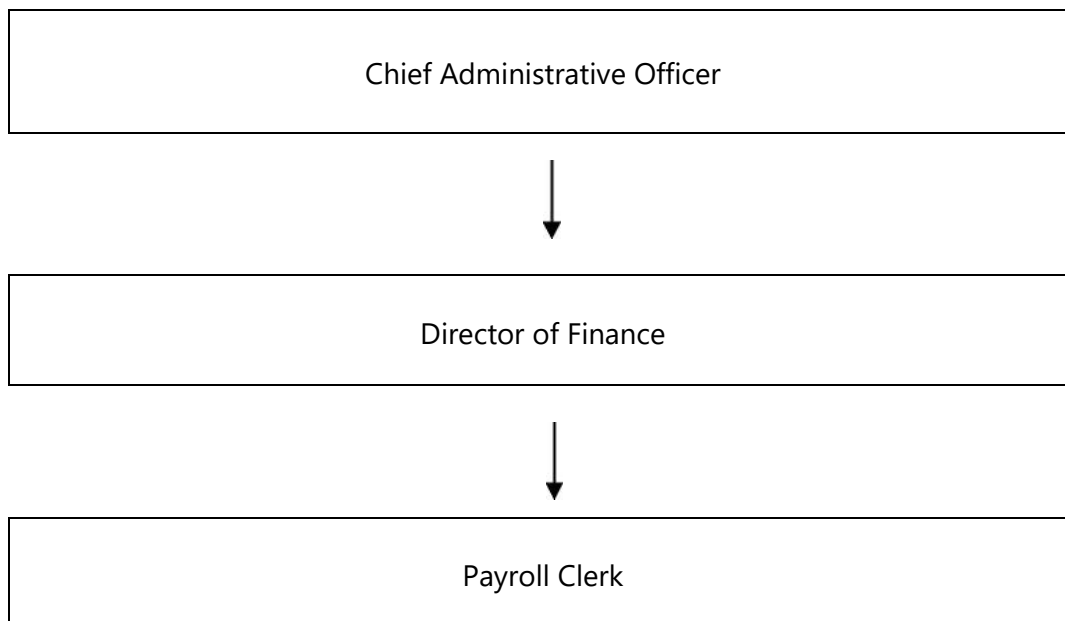 Chief Administrative Officer
Director of Finance
Payroll Clerk